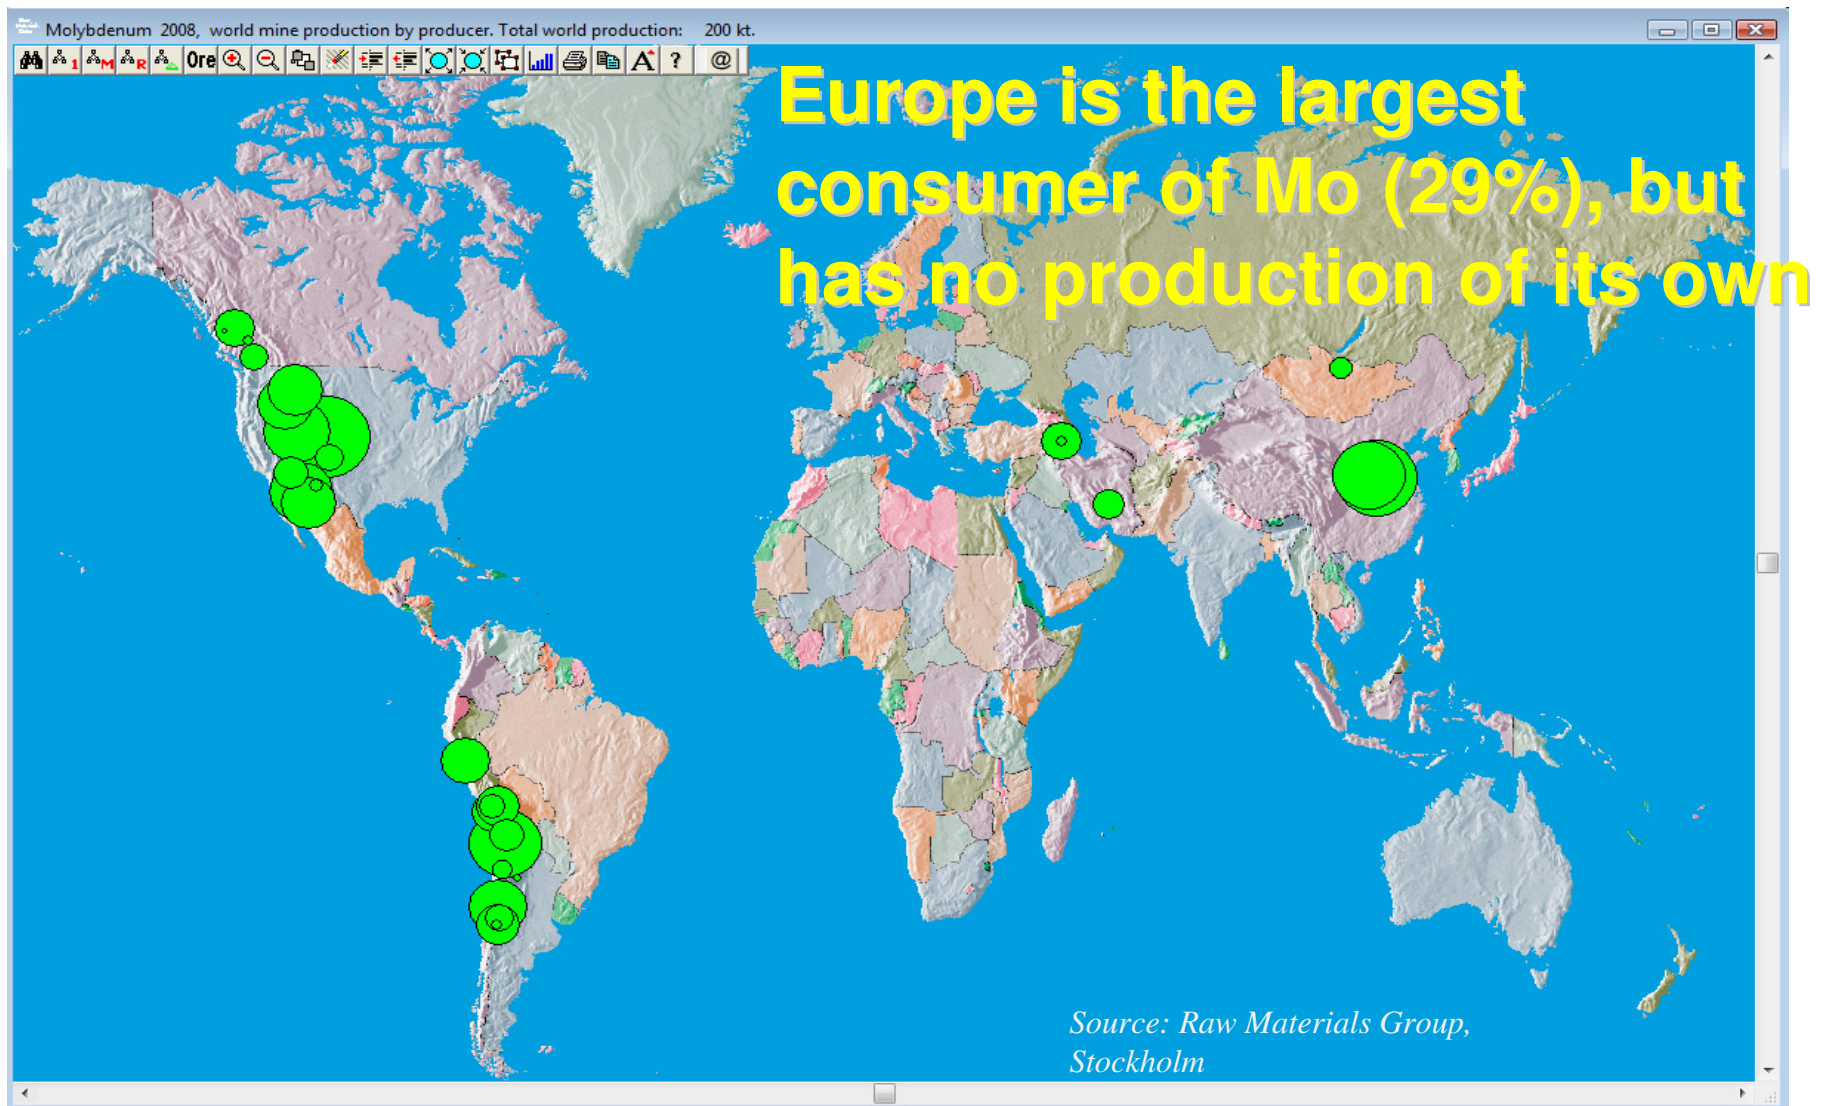 Molybdenum 2008, world mine production by producer. Total world production: 200 kt.
1 M R Ore A ? @
Europe is the largest
consumer of Mo (29%), but
has no production of its own
Source: Raw Materials Group,
Stockholm